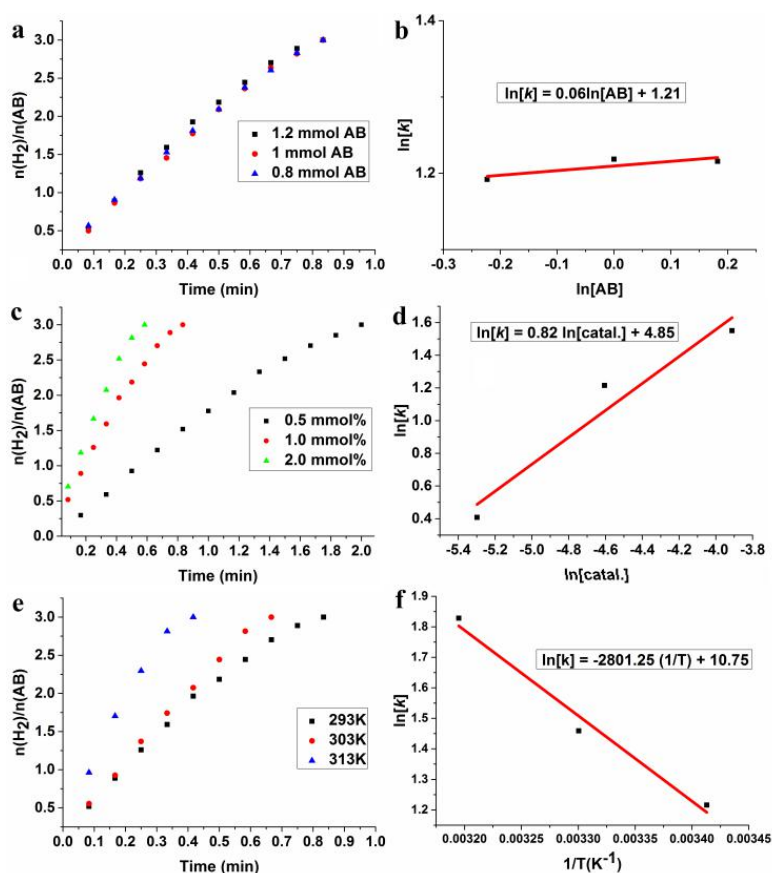 a
n(H2)/n(AB)
3.0
2.5
2.0
1.5
1.0
0.5
1.2 mmol AB
1 mmol AB
0.8 mmol AB
0.0 0.1 0.2 0.3 0.4 0.5 0.6 0.7 0.8 0.9 1.0
Time (min)
b
ln[k]
1.4
1.2
ln[k] = 0.06ln[AB] + 1.21
-0.3 -0.2 -0.1 0.0 0.1 0.2
ln[AB]
c
n(H2)/n(AB)
3.0
2.5
2.0
1.5
1.0
0.5
0.0
0.5 mmol%
1.0 mmol%
2.0 mmol%
0.2 0.4 0.6 0.8 1.0 1.2 1.4 1.6 1.8 2.0
Time (min)
d
ln[k]
1.6
1.4
1.2
1.0
0.8
0.6
0.4
ln[k] = 0.82 ln[catal.] + 4.85
-5.4 -5.2 -5.0 -4.8 -4.6 -4.4 -4.2 -4.0 -3.8
ln[catal.]
e
n(H2)/n(AB)
3.0
2.5
2.0
1.5
1.0
0.5
293K
303K
313K
0.0 0.1 0.2 0.3 0.4 0.5 0.6 0.7 0.8 0.9 1.0
Time (min)
f
ln[k]
1.9
1.8
1.7
1.6
1.5
1.4
1.3
1.2
ln[k] = -2801.25 (1/T) + 10.75
0.00320 0.00325 0.00330 0.00335 0.00340 0.00345
1/T(K-1)